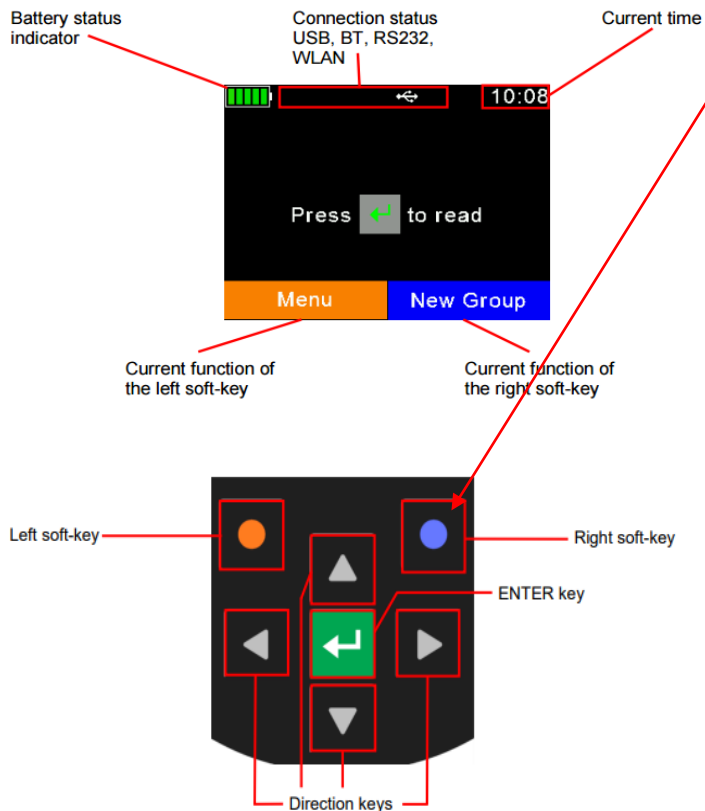 Battery status
indicator
Connection status
USB, BT, RS232,
WLAN
Current time
10:08
Press to read
Menu
New Group
Current function of
the left soft-key
Current function of
the right soft-key
Left soft-key
Right soft-key
ENTER key
Direction keys